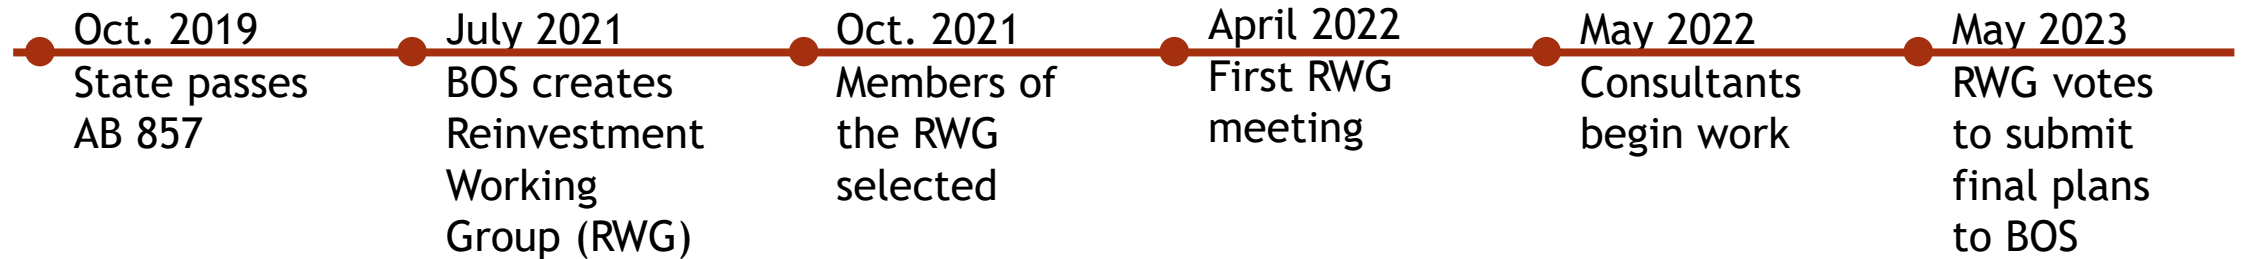 Oct. 2019
State passes
AB 857
July 2021
BOS creates
Reinvestment
Working
Group (RWG)
Oct. 2021
Members of
the RWG
selected
April 2022
First RWG
meeting
May 2022
Consultants
begin work
May 2023
RWG votes
to submit
final plans
to BOS